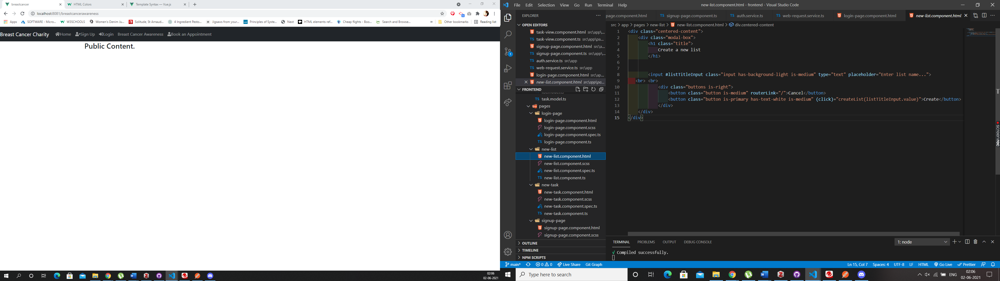 breastcancer
HTML Colors
Template Syntax — Vue.js
localhost:8081/breastcancerawareness
Apps
SOFTWARE - Micro...
W3SCHOOLS
Women's Denim Ju...
Solitude, St Arnaud...
4 Ingredient Pesto...
Jigsaws from your...
Principles of Syste...
Next
HTML elements ref...
Cheap flights - Boo...
Search and Browse...
»
Other bookmarks
Reading list
Breast Cancer Charity
Home
Sign Up
Login
Breast Cancer Awareness
Book an Appointment
Public Content.
02:06
02-06-2021
File Edit Selection View Go Run Terminal Help
new-list.component.html - frontend - Visual Studio Code
EXPLORER
OPEN EDITORS
task-view.component.html src\app\...
TS task-view.component.ts src\app\pa...
signup-page.component.html src\a...
TS signup-page.component.ts src\app\...
TS auth.service.ts src\app
TS web-request.service.ts src\app
login-page.component.html src\ap...
new-list.component.html src\app\pa...
FRONTEND
TS list.model.ts
TS task.model.ts
pages
login-page
login-page.component.html
login-page.component.scss
login-page.component.spec.ts
TS login-page.component.ts
new-list
new-list.component.html
new-list.component.scss
new-list.component.spec.ts
TS new-list.component.ts
new-task
new-task.component.html
new-task.component.scss
new-task.component.spec.ts
TS new-task.component.ts
signup-page
signup-page.component.html
signup-page.component.scss
OUTLINE
TIMELINE
NPM SCRIPTS
page.component.html
TS signup-page.component.ts
TS auth.service.ts
TS web-request.service.ts
login-page.component.html
new-list.component.html
src > app > pages > new-list > new-list.component.html > div.centered-content
1 <div class="centered-content">
2 <div class="modal-box">
3 <h1 class="title">
4 Create a new list
5 </h1>
6
7
8 <input #listTitleInput class="input has-background-light is-medium" type="text" placeholder="Enter list name...">
9 <br> <br>
10 <div class="buttons is-right">
11 <button class="button is-medium" routerLink="/">Cancel</button>
12 <button class="button is-primary has-text-white is-medium" (click)="createList(listTitleInput.value)">Create</button>
13 </div>
14 </div>
15 </div>
screenrec
TERMINAL PROBLEMS OUTPUT DEBUG CONSOLE
1: node
√ Compiled successfully.
main* 0 0 Live Share Git Graph
Ln 15, Col 7 Spaces: 4 UTF-8 LF HTML Go Live Prettier
Type here to search
ENG
02:06
02-06-2021